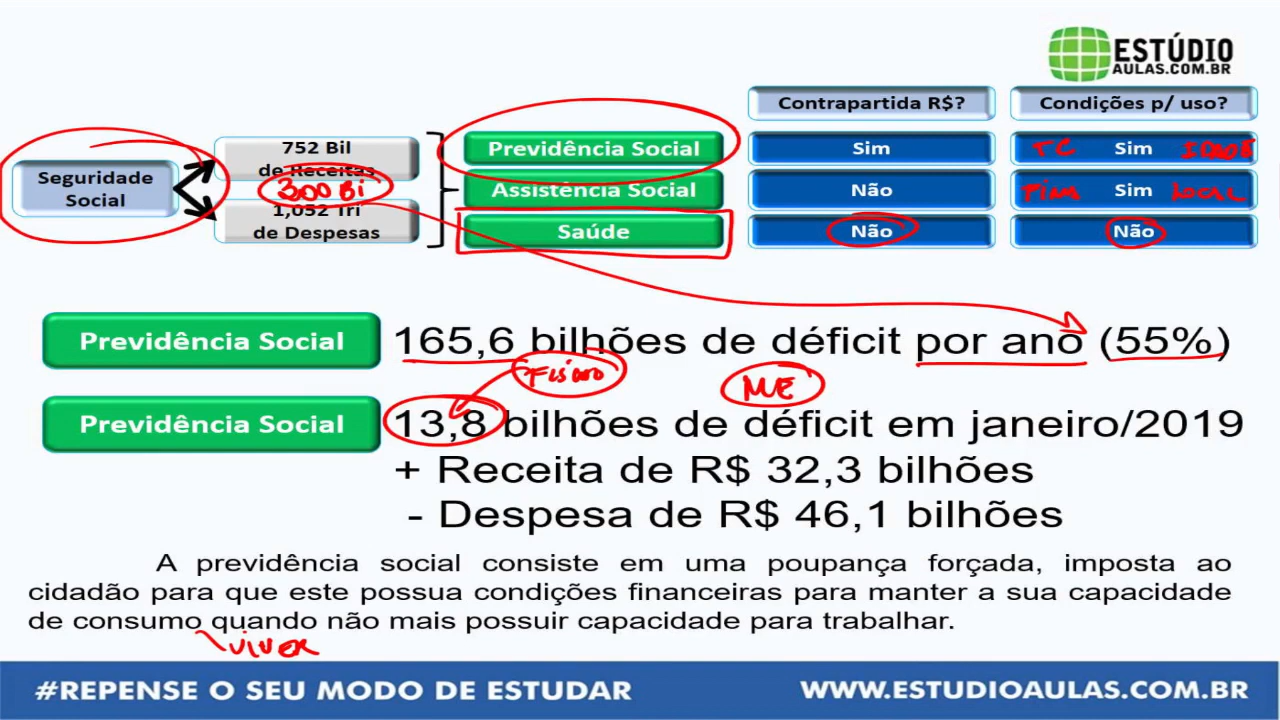 ESTÚDIO
AULAS.COM.BR
Contrapartida R$?
Condições p/ uso?
Seguridade
Social
752 Bil
de Receitas
300 Bi
1,052 Tri
de Despesas
Previdência Social
Sim
TC Sim IDADE
Assistência Social
Não
Sim Local
Saúde
Não
Não
Previdência Social
165,6 bilhões de déficit por ano (55%)
ME
Previdência Social
13,8 bilhões de déficit em janeiro/2019
+ Receita de R$ 32,3 bilhões
- Despesa de R$ 46,1 bilhões
A previdência social consiste em uma poupança forçada, imposta ao
cidadão para que este possua condições financeiras para manter a sua capacidade
de consumo quando não mais possuir capacidade para trabalhar.
viver
#REPENSE O SEU MODO DE ESTUDAR
WWW.ESTUDIOAULAS.COM.BR